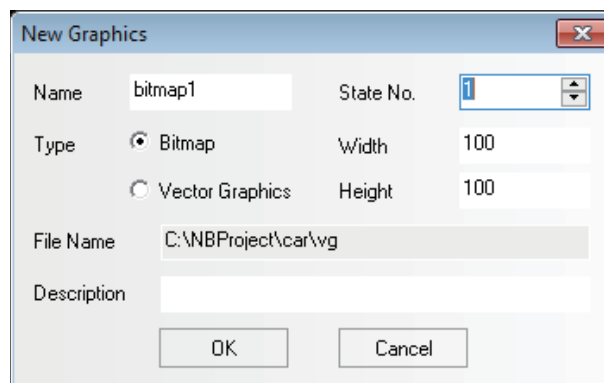 New Graphics
Name bitmap1 State No. 1
Type Bitmap Width 100
Vector Graphics Height 100
File Name C:\NBProject\car\vg
Description
OK Cancel